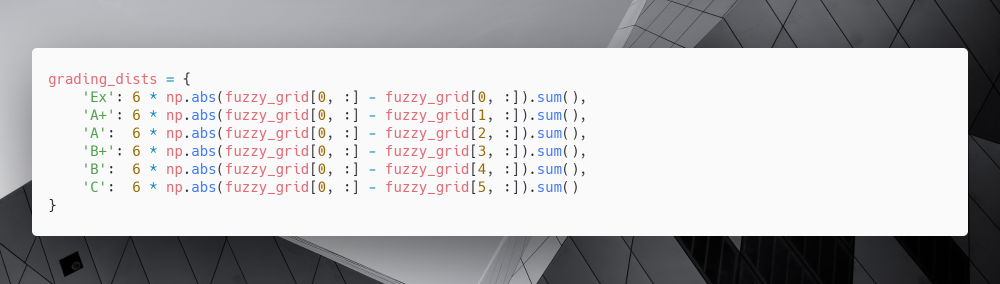 grading_dists = {
    'Ex': 6 * np.abs(fuzzy_grid[0, :] - fuzzy_grid[0, :]).sum(),
    'A+': 6 * np.abs(fuzzy_grid[0, :] - fuzzy_grid[1, :]).sum(),
    'A':  6 * np.abs(fuzzy_grid[0, :] - fuzzy_grid[2, :]).sum(),
    'B+': 6 * np.abs(fuzzy_grid[0, :] - fuzzy_grid[3, :]).sum(),
    'B':  6 * np.abs(fuzzy_grid[0, :] - fuzzy_grid[4, :]).sum(),
    'C':  6 * np.abs(fuzzy_grid[0, :] - fuzzy_grid[5, :]).sum()
}